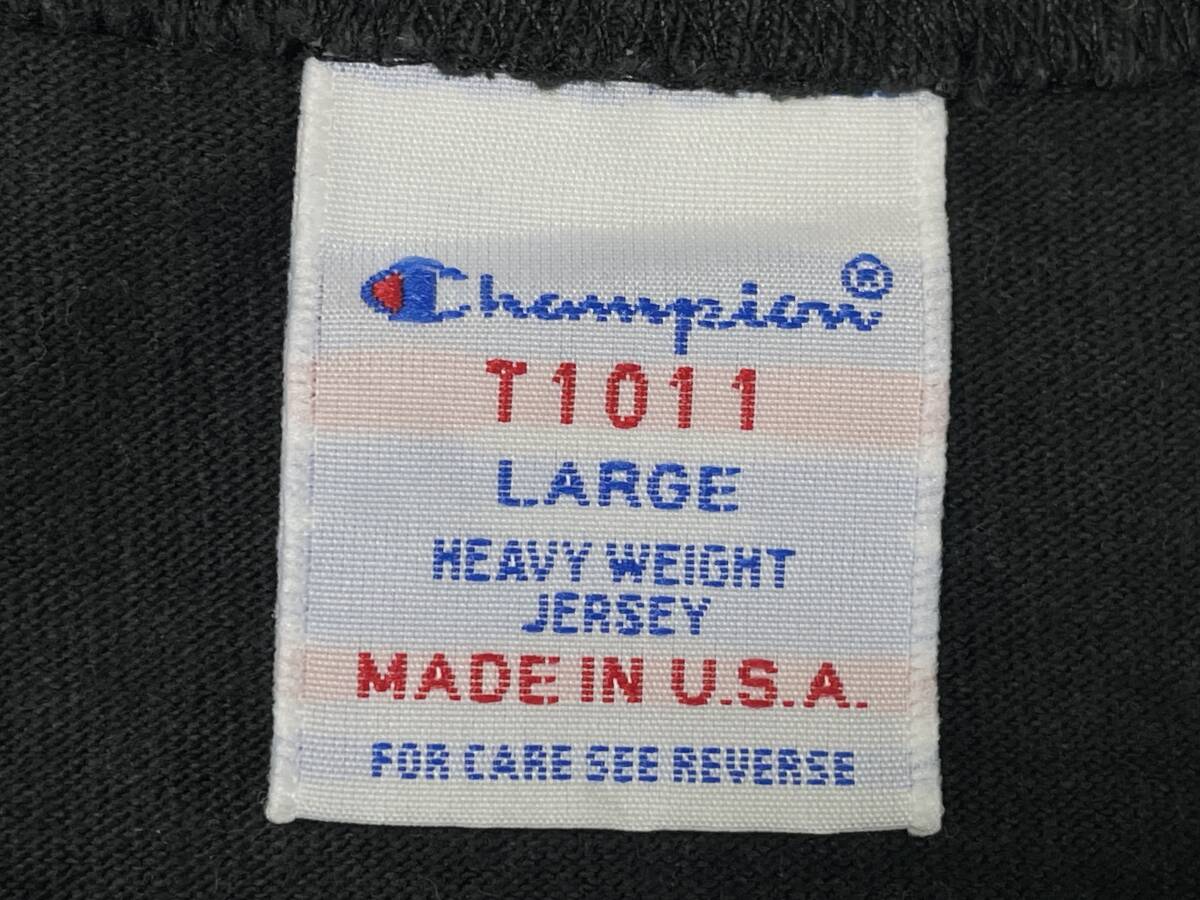 Champion®
T1011
LARGE
HEAVY WEIGHT
JERSEY
MADE IN U.S.A.
FOR CARE SEE REVERSE